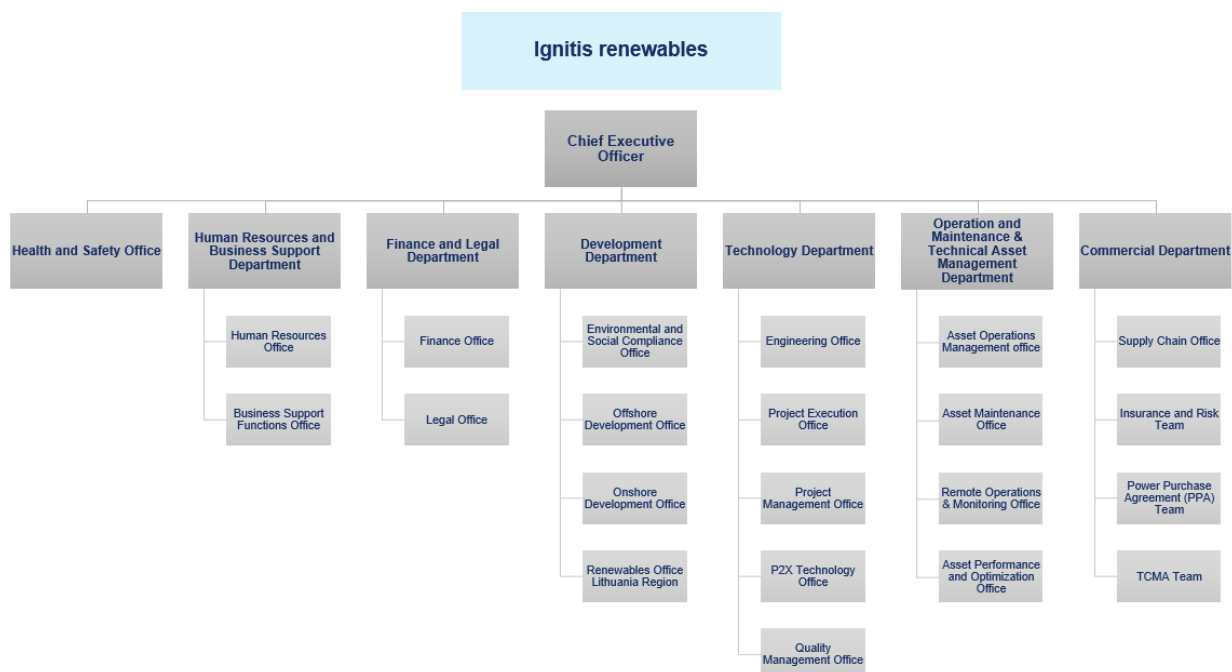 Ignitis renewables
Chief Executive
Officer
Health and Safety Office
Human Resources and
Business Support
Department
Finance and Legal
Department
Development
Department
Technology Department
Operation and
Maintenance &
Technical Asset
Management
Department
Commercial Department
Human Resources
Office
Business Support
Functions Office
Finance Office
Legal Office
Environmental and
Social Compliance
Office
Offshore
Development Office
Onshore
Development Office
Renewables Office
Lithuania Region
Engineering Office
Project Execution
Office
Project
Management Office
P2X Technology
Office
Quality
Management Office
Asset Operations
Management office
Asset Maintenance
Office
Remote Operations
& Monitoring Office
Asset Performance
and Optimization
Office
Supply Chain Office
Insurance and Risk
Team
Power Purchase
Agreement (PPA)
Team
TCMA Team